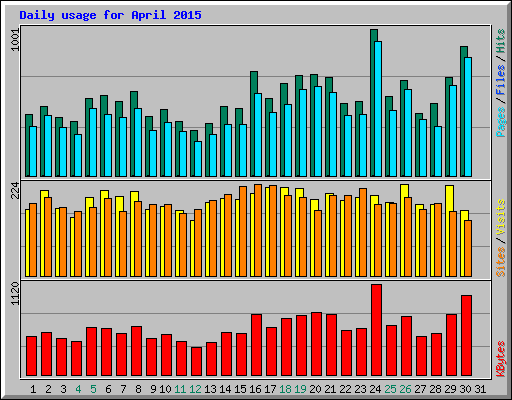 Daily usage for April 2015
1001
Pages / Files / Hits
224
Sites / Visits
1120
KBytes
1 2 3 4 5 6 7 8 9 10 11 12 13 14 15 16 17 18 19 20 21 22 23 24 25 26 27 28 29 30 31